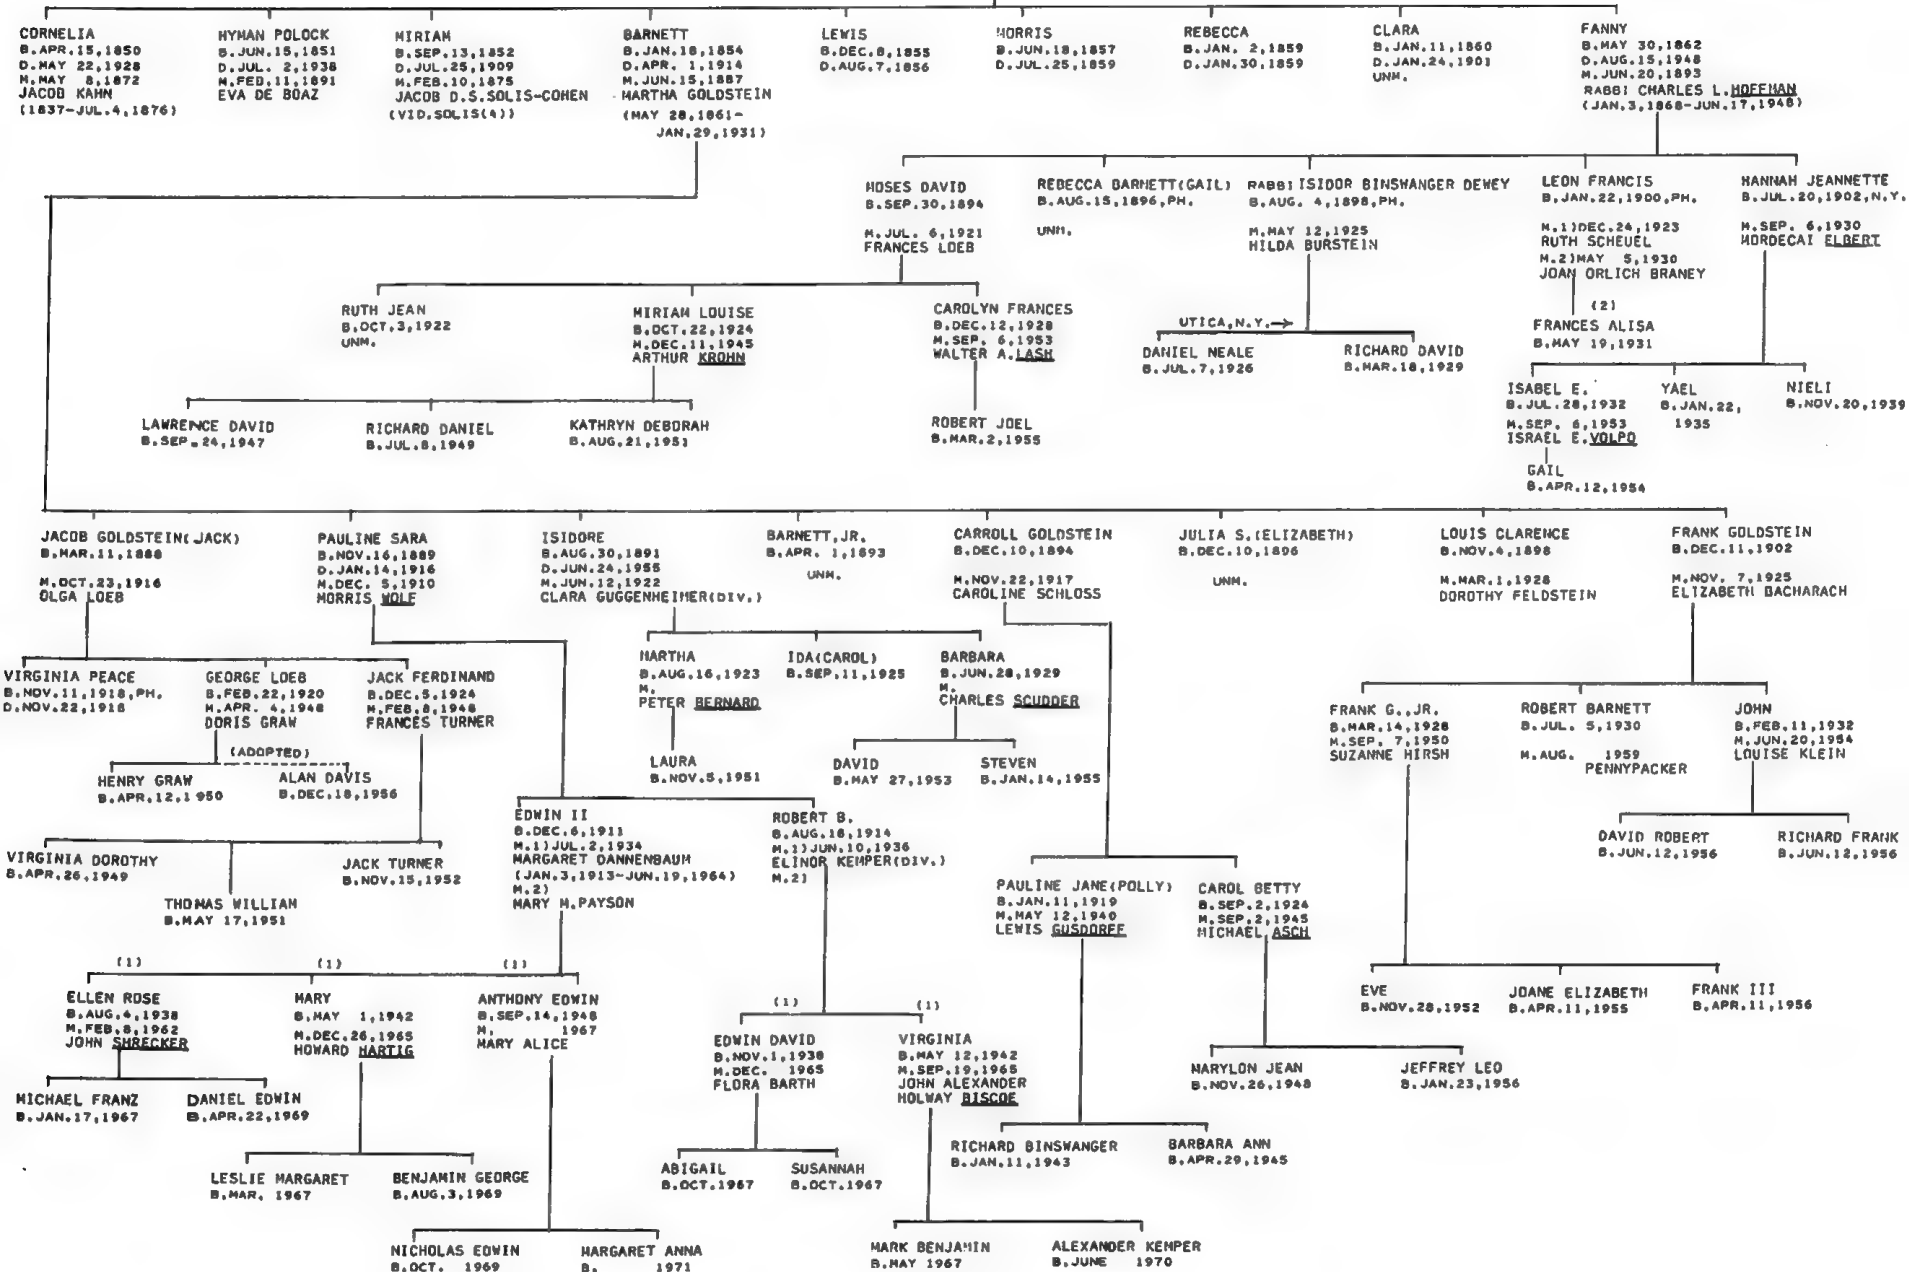 CORNELIA
B.APR.15,1850
D.MAY 22,1928
M.MAY 8,1872
JACOB KAHN
(1837-JUL.4,1876)
HYMAN POLOCK
B.JUN.15,1851
D.JUL. 2,1938
M.FEB.11,1891
EVA DE BOAZ
MIRIAM
B.SEP.13,1852
D.JUL.25,1909
M.FEB.10,1875
JACOB D.S.SOLIS-COHEN
(VID.SOLIS(4))
BARNETT
B.JAN.18,1854
D.APR. 1,1914
M.JUN.15,1887
MARTHA GOLDSTEIN
(MAY 28,1861-
JAN.29,1931)
LEWIS
B.DEC.8,1855
D.AUG.7,1856
MORRIS
B.JUN.18,1857
D.JUL.25,1859
REBECCA
B.JAN. 2,1859
D.JAN.30,1859
CLARA
B.JAN.11,1860
D.JAN.24,1901
UNM.
FANNY
B.MAY 30,1862
D.AUG.15,1948
M.JUN.20,1893
RABBI CHARLES L.HOFFMAN
(JAN.3,1868-JUN.17,1948)
MOSES DAVID
B.SEP.30,1894
M.JUL. 6,1921
FRANCES LOEB
REBECCA BARNETT(GAIL)
B.AUG.15,1896,PH.
UNM.
RABBI ISIDOR BINSWANGER DEWEY
B.AUG. 4,1898,PH.
M.MAY 12,1925
HILDA BURSTEIN
LEON FRANCIS
B.JAN.22,1900,PH.
M.1)DEC.24,1923
RUTH SCHEUEL
M.2)MAY 5,1930
JOAN ORLICH BRANEY
HANNAH JEANNETTE
B.JUL.20,1902,N.Y.
M.SEP. 6,1930
MORDECAI ELBERT
RUTH JEAN
B.OCT.3,1922
UNM.
MIRIAM LOUISE
B.OCT.22,1924
M.DEC.11,1945
ARTHUR KROHN
CAROLYN FRANCES
B.DEC.12,1928
M.SEP. 6,1953
WALTER A.LASH
UTICA,N.Y.→
DANIEL NEALE
B.JUL.7,1926
RICHARD DAVID
B.MAR.18,1929
(2)
FRANCES ALISA
B.MAY 19,1931
ISABEL E.
B.JUL.28,1932
M.SEP. 6,1953
ISRAEL E.VOLPO
YAEL
B.JAN.22,
1935
NIELI
B.NOV.20,1939
LAWRENCE DAVID
B.SEP.24,1947
RICHARD DANIEL
B.JUL.8,1949
KATHRYN DEBORAH
B.AUG.21,1951
ROBERT JOEL
B.MAR.2,1955
GAIL
B.APR.12,1954
JACOB GOLDSTEIN(JACK)
B.MAR.11,1888
M.OCT.23,1916
OLGA LOEB
PAULINE SARA
B.NOV.16,1889
D.JAN.14,1916
M.DEC. 5,1910
MORRIS WOLF
ISIDORE
B.AUG.30,1891
D.JUN.24,1955
M.JUN.12,1922
CLARA GUGGENHEIMER(DIV.)
BARNETT,JR.
B.APR. 1,1893
UNM.
CARROLL GOLDSTEIN
B.DEC.10,1894
M.NOV.22,1917
CAROLINE SCHLOSS
JULIA S.(ELIZABETH)
B.DEC.10,1896
UNM.
LOUIS CLARENCE
B.NOV.4,1898
M.MAR.1,1928
DOROTHY FELDSTEIN
FRANK GOLDSTEIN
B.DEC.11,1902
M.NOV. 7,1925
ELIZABETH BACHARACH
VIRGINIA PEACE
B.NOV.11,1918,PH.
D.NOV.22,1918
GEORGE LOEB
B.FEB.22,1920
M.APR. 4,1948
DORIS GRAW
JACK FERDINAND
B.DEC.5,1924
M.FEB.8,1948
FRANCES TURNER
MARTHA
B.AUG.16,1923
M.
PETER BERNARD
IDA(CAROL)
B.SEP.11,1925
BARBARA
B.JUN.28,1929
M.
CHARLES SCUDDER
FRANK G.,JR.
B.MAR.14,1928
M.SEP. 7,1950
SUZANNE HIRSH
ROBERT BARNETT
B.JUL. 5,1930
M.AUG. 1959
PENNYPACKER
JOHN
B.FEB.11,1932
M.JUN.20,1954
LOUISE KLEIN
(ADOPTED)
HENRY GRAW
B.APR.12,1950
ALAN DAVIS
B.DEC.18,1956
LAURA
B.NOV.5,1951
DAVID
B.MAY 27,1953
STEVEN
B.JAN.14,1955
EDWIN II
B.DEC.6,1911
M.1)JUL.2,1934
MARGARET DANNENBAUM
(JAN.3,1913-JUN.19,1964)
M.2)
MARY M.PAYSON
ROBERT B.
B.AUG.18,1914
M.1)JUN.10,1936
ELINOR KEMPER(DIV.)
M.2)
DAVID ROBERT
B.JUN.12,1956
RICHARD FRANK
B.JUN.12,1956
VIRGINIA DOROTHY
B.APR.26,1949
THOMAS WILLIAM
B.MAY 17,1951
JACK TURNER
B.NOV.15,1952
PAULINE JANE(POLLY)
B.JAN.11,1919
M.MAY 12,1940
LEWIS GUSDORFF
CAROL BETTY
B.SEP.2,1924
M.SEP.2,1945
MICHAEL ASCH
(1)
ELLEN ROSE
B.AUG.4,1938
M.FEB.8,1962
JOHN SHRECKER
(1)
MARY
B.MAY 1,1942
M.DEC.26,1965
HOWARD HARTIG
(1)
ANTHONY EDWIN
B.SEP.14,1948
M. 1967
MARY ALICE
(1)
EDWIN DAVID
B.NOV.1,1938
M.DEC. 1965
FLORA BARTH
(1)
VIRGINIA
B.MAY 12,1942
M.SEP.19,1965
JOHN ALEXANDER
HOLWAY BISCOE
EVE
B.NOV.28,1952
JOANE ELIZABETH
B.APR.11,1955
FRANK III
B.APR.11,1956
MARYLON JEAN
B.NOV.26,1948
JEFFREY LEO
B.JAN.23,1956
MICHAEL FRANZ
B.JAN.17,1967
DANIEL EDWIN
B.APR.22,1969
LESLIE MARGARET
B.MAR. 1967
BENJAMIN GEORGE
B.AUG.3,1969
ABIGAIL
B.OCT.1967
SUSANNAH
B.OCT.1967
RICHARD BINSWANGER
B.JAN.11,1943
BARBARA ANN
B.APR.29,1945
NICHOLAS EDWIN
B.OCT. 1969
MARGARET ANNA
B. 1971
MARK BENJAMIN
B.MAY 1967
ALEXANDER KEMPER
B.JUNE 1970